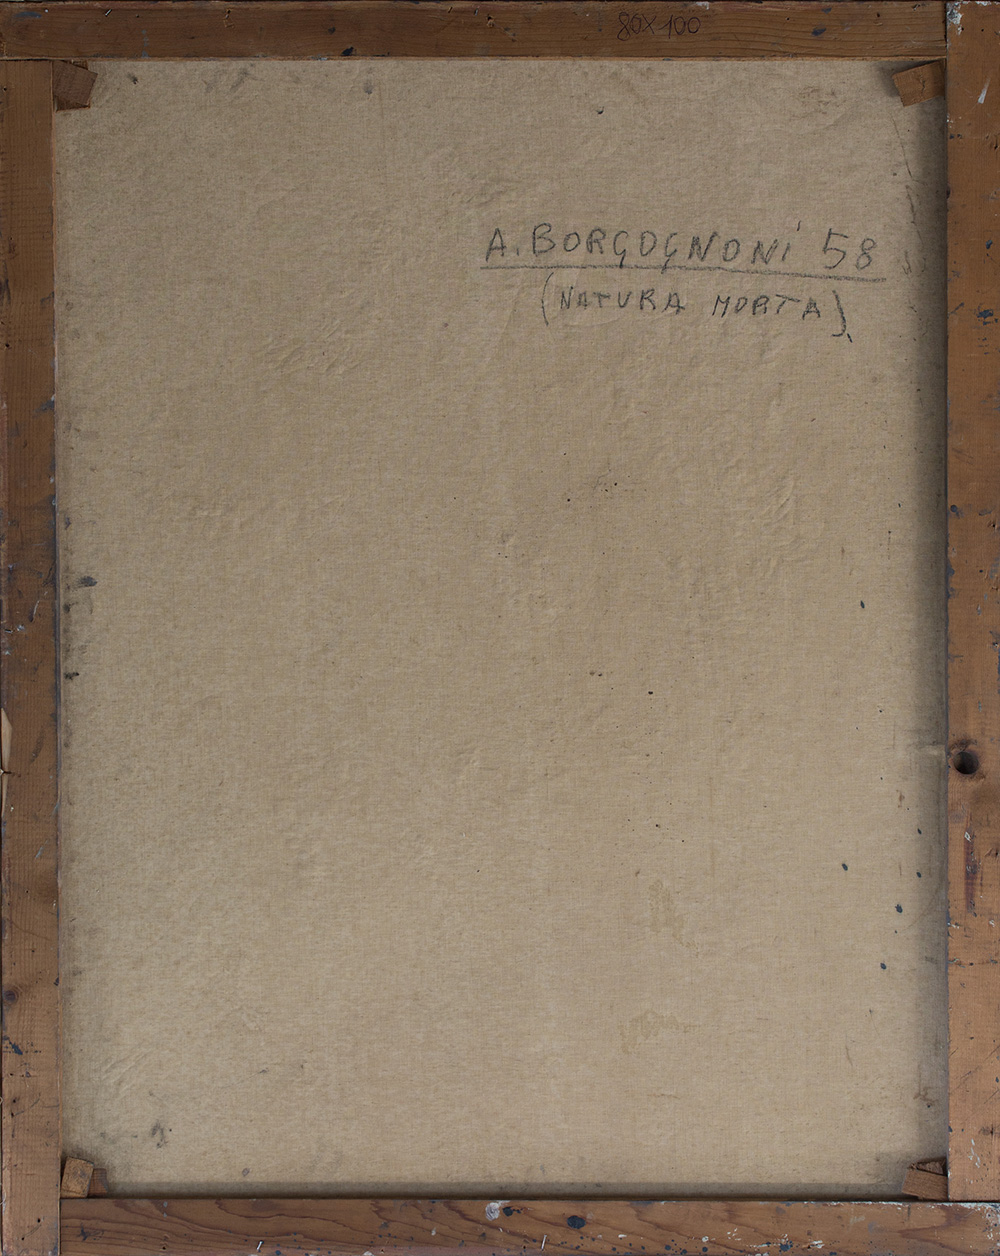 80X100
A. BORGOGNONI 58
(NATURA MORTA).